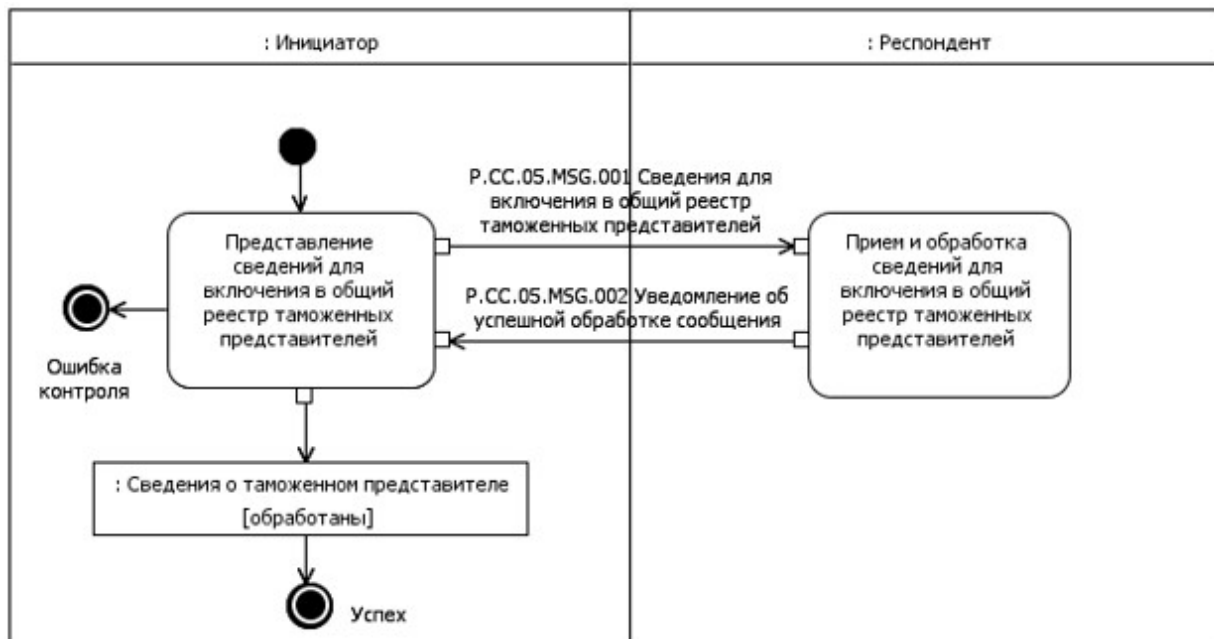 : Инициатор
: Респондент
P.CC.05.MSG.001 Сведения для
включения в общий реестр
таможенных представителей
Представление
сведений для
включения в общий
реестр таможенных
представителей
Прием и обработка
сведений для
включения в общий
реестр таможенных
представителей
P.CC.05.MSG.002 Уведомление об
успешной обработке сообщения
Ошибка
контроля
: Сведения о таможенном представителе
[обработаны]
Успех